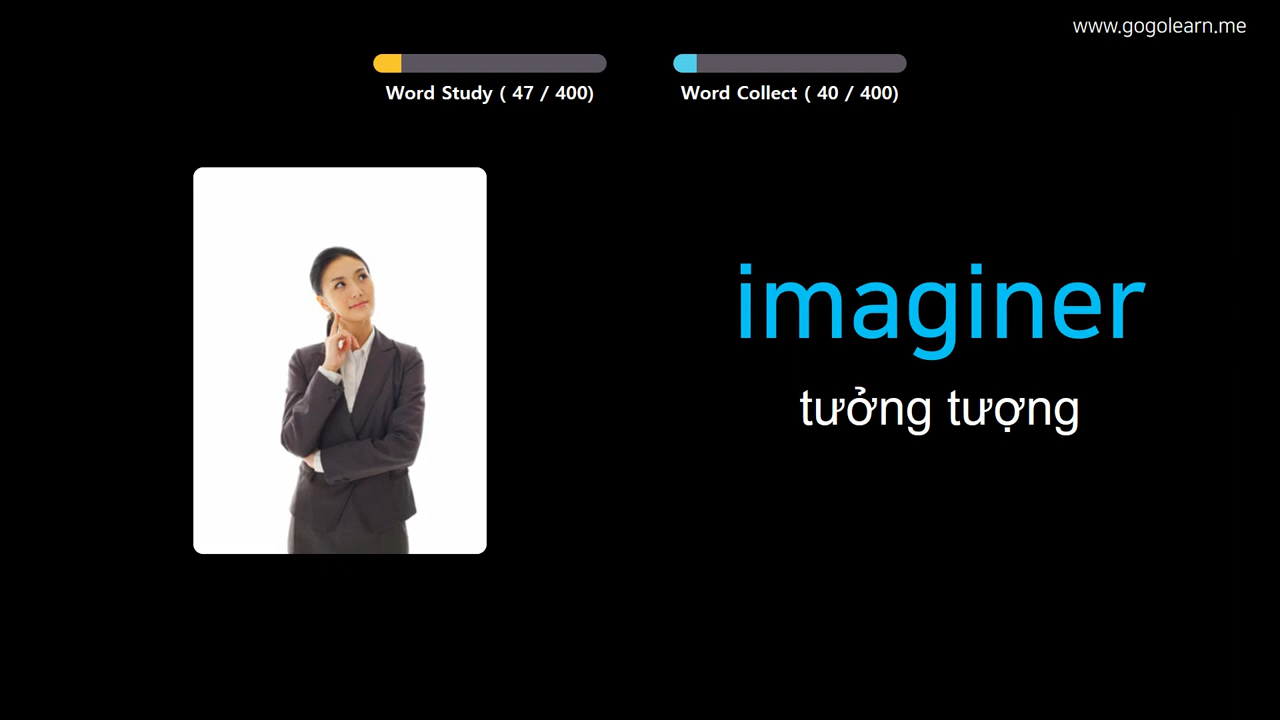 www.gogolearn.me
Word Study ( 47 / 400)
Word Collect ( 40 / 400)
imaginer
tưởng tượng